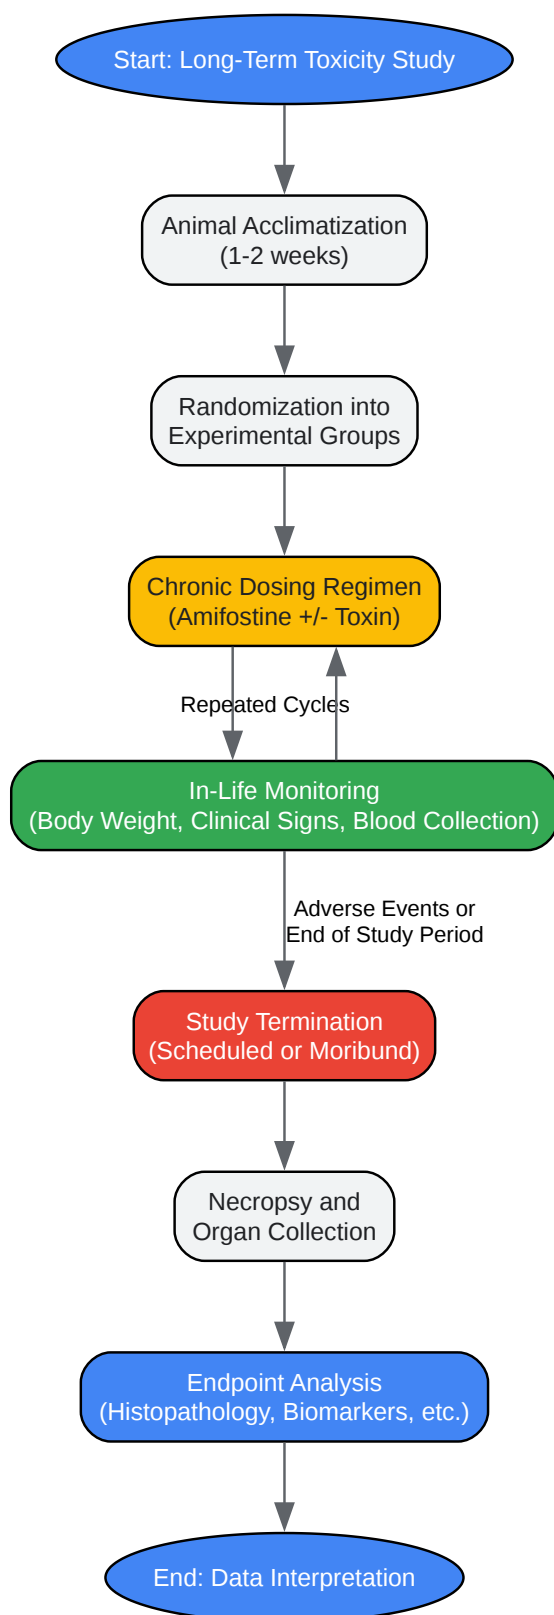 Start: Long-Term Toxicity Study
Animal Acclimatization
(1-2 weeks)
Randomization into
Experimental Groups
Chronic Dosing Regimen
(Amifostine +/- Toxin)
Repeated Cycles
In-Life Monitoring
(Body Weight, Clinical Signs, Blood Collection)
Adverse Events or
End of Study Period
Study Termination
(Scheduled or Moribund)
Necropsy and
Organ Collection
Endpoint Analysis
(Histopathology, Biomarkers, etc.)
End: Data Interpretation